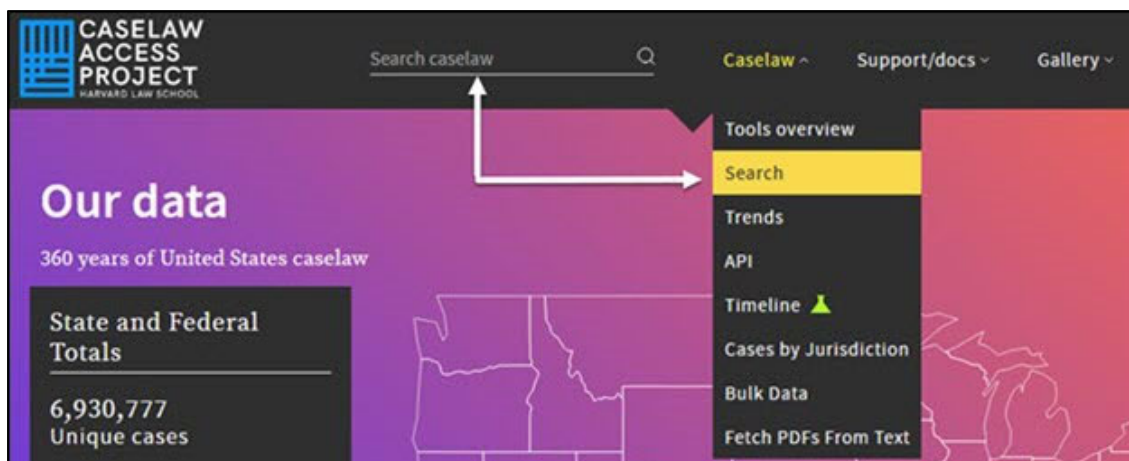 CASELAW
ACCESS
PROJECT
HARVARD LAW SCHOOL
Search caselaw
Caselaw
Support/docs
Gallery
Tools overview
Search
Trends
API
Timeline
Cases by Jurisdiction
Bulk Data
Fetch PDFs From Text
Our data
360 years of United States caselaw
State and Federal
Totals
6,930,777
Unique cases